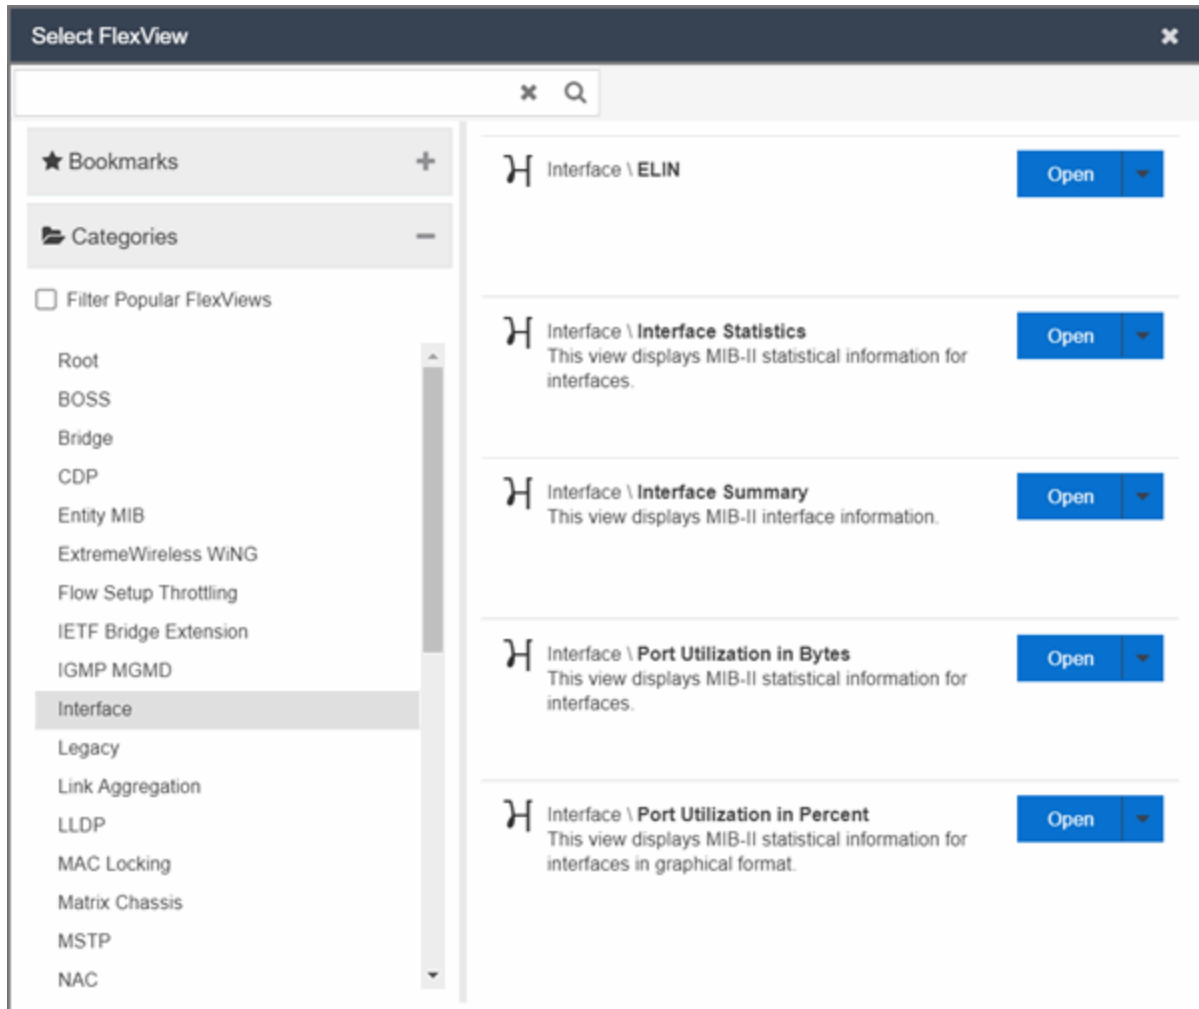 Select FlexView
Bookmarks
Categories
Filter Popular FlexViews
Root
BOSS
Bridge
CDP
Entity MIB
ExtremeWireless WiNG
Flow Setup Throttling
IETF Bridge Extension
IGMP MGMD
Interface
Legacy
Link Aggregation
LLDP
MAC Locking
Matrix Chassis
MSTP
NAC
Interface \ ELIN
Open
Interface \ Interface Statistics
This view displays MIB-II statistical information for
interfaces.
Open
Interface \ Interface Summary
This view displays MIB-II interface information.
Open
Interface \ Port Utilization in Bytes
This view displays MIB-II statistical information for
interfaces.
Open
Interface \ Port Utilization in Percent
This view displays MIB-II statistical information for
interfaces in graphical format.
Open